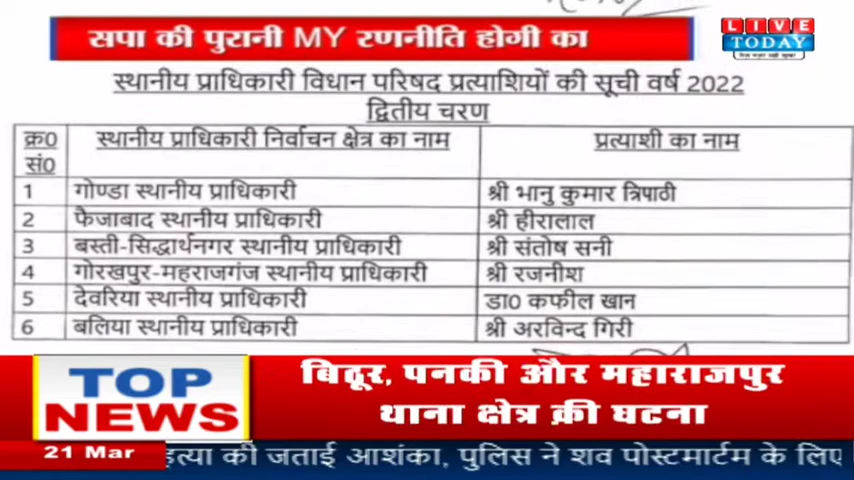 सपा की पुरानी MY रणनीति होगी का
LIVE
TODAY
स्थानीय प्राधिकारी विधान परिषद प्रत्याशियों की सूची वर्ष 2022
द्वितीय चरण
क्र0 सं0 स्थानीय प्राधिकारी निर्वाचन क्षेत्र का नाम प्रत्याशी का नाम
1 गोण्डा स्थानीय प्राधिकारी श्री भानु कुमार त्रिपाठी
2 फैजाबाद स्थानीय प्राधिकारी श्री हीरालाल
3 बस्ती-सिद्धार्थनगर स्थानीय प्राधिकारी श्री संतोष सनी
4 गोरखपुर-महराजगंज स्थानीय प्राधिकारी श्री रजनीश
5 देवरिया स्थानीय प्राधिकारी डा0 कफील खान
6 बलिया स्थानीय प्राधिकारी श्री अरविन्द गिरी
TOP
NEWS
बिठूर, पनकी और महाराजपुर
थाना क्षेत्र की घटना
21 Mar
हत्या की जताई आशंका, पुलिस ने शव पोस्टमार्टम के लिए